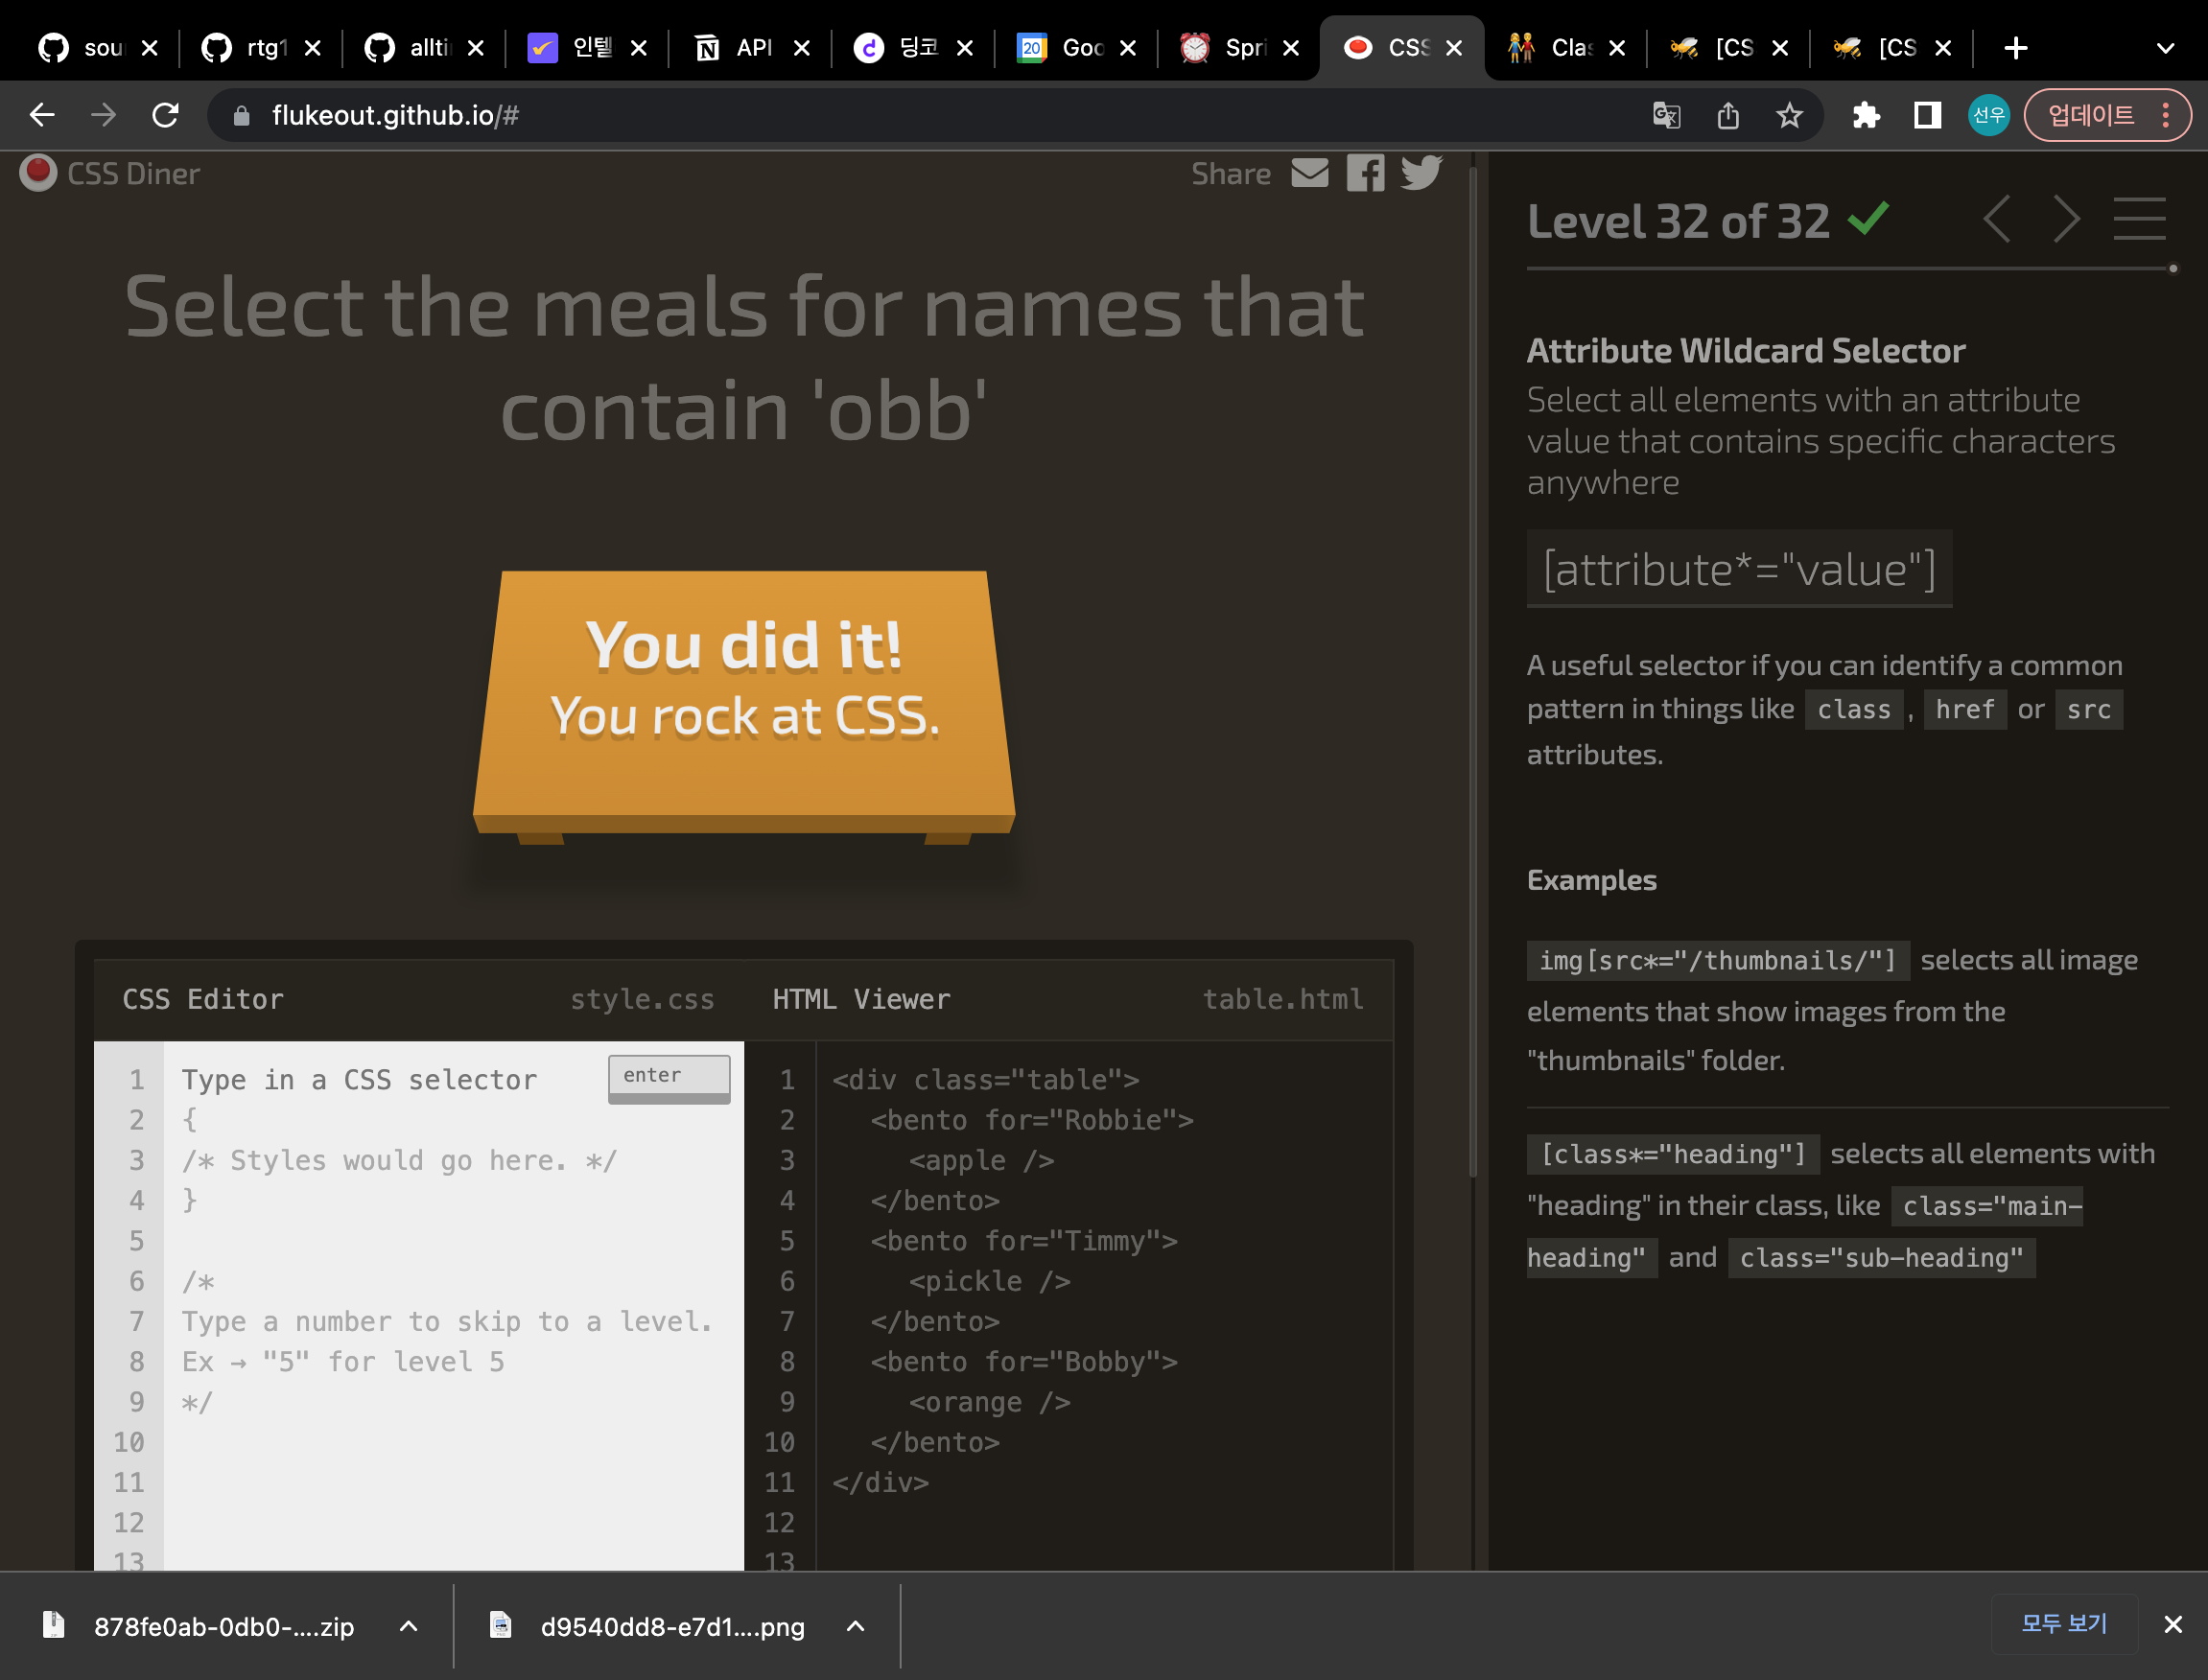 sou
rtg1
allti
인텔
API
딩코
20
Goo
Spri
CSS
Clas
[CS
[CS
flukeout.github.io/#
선우
업데이트
CSS Diner
Share
Level 32 of 32
Select the meals for names that
contain 'obb'
Attribute Wildcard Selector
Select all elements with an attribute
value that contains specific characters
anywhere
[attribute*="value"]
You did it!
You rock at CSS.
A useful selector if you can identify a common
pattern in things like class , href or src
attributes.
Examples
img[src*="/thumbnails/"] selects all image
elements that show images from the
"thumbnails" folder.
[class*="heading"] selects all elements with
"heading" in their class, like class="main-
heading" and class="sub-heading"
CSS Editor
style.css
1 Type in a CSS selector
enter
2 {
3 /* Styles would go here. */
4 }
5
6 /*
7 Type a number to skip to a level.
8 Ex → "5" for level 5
9 */
10
11
12
13
HTML Viewer
table.html
1 <div class="table">
2 <bento for="Robbie">
3 <apple />
4 </bento>
5 <bento for="Timmy">
6 <pickle />
7 </bento>
8 <bento for="Bobby">
9 <orange />
10 </bento>
11 </div>
12
13
878fe0ab-0db0-....zip
d9540dd8-e7d1....png
모두 보기